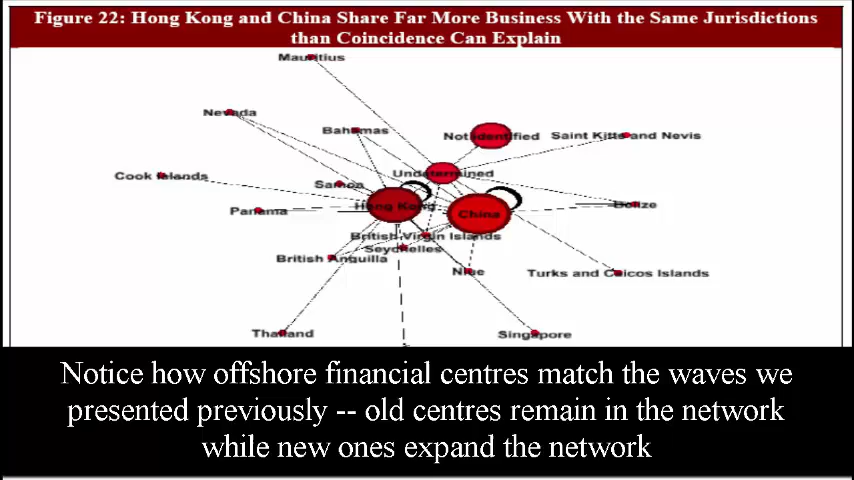 Figure 22: Hong Kong and China Share Far More Business With the Same Jurisdictions
than Coincidence Can Explain
Mauritius
Nevada
Bahamas
Not identified
Saint Kitts and Nevis
Cook Islands
Undetermined
Samoa
Panama
Hong Kong
China
Belize
British Virgin Islands
Seychelles
British Anguilla
Niue
Turks and Caicos Islands
Thailand
Singapore
Notice how offshore financial centres match the waves we
presented previously -- old centres remain in the network
while new ones expand the network